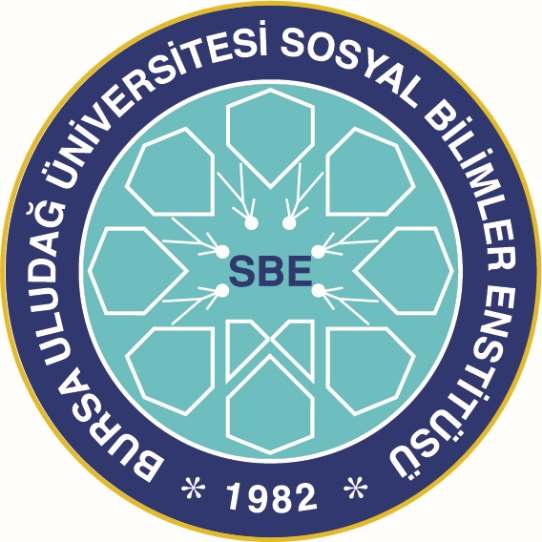 BURSA ULUDAĞ ÜNİVERSİTESİ SOSYAL BİLİMLER ENSTİTÜSÜ
SBE
* 1982 *